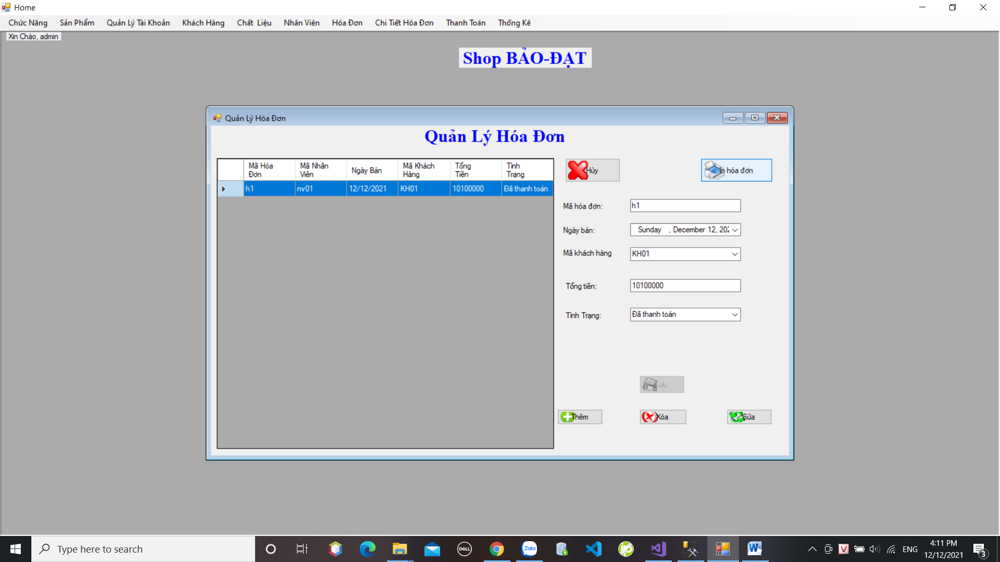 Home
Chức Năng Sản Phẩm Quản Lý Tài Khoản Khách Hàng Chất Liệu Nhân Viên Hóa Đơn Chi Tiết Hóa Đơn Thanh Toán Thống Kê
Xin Chào, admin
Shop BẢO-ĐẠT
Quản Lý Hóa Đơn
Quản Lý Hóa Đơn
Mã Hóa Đơn Mã Nhân Viên Ngày Bán Mã Khách Hàng Tổng Tiền Tình Trạng
h1 nv01 12/12/2021 KH01 10100000 Đã thanh toán
Hủy
In hóa đơn
Mã hóa đơn: h1
Ngày bán: Sunday , December 12, 202
Mã khách hàng KH01
Tổng tiền: 10100000
Tình Trạng: Đã thanh toán
Lưu
Thêm Xóa Sửa
Type here to search
DELL
Zalo
ENG
4:11 PM
12/12/2021
3